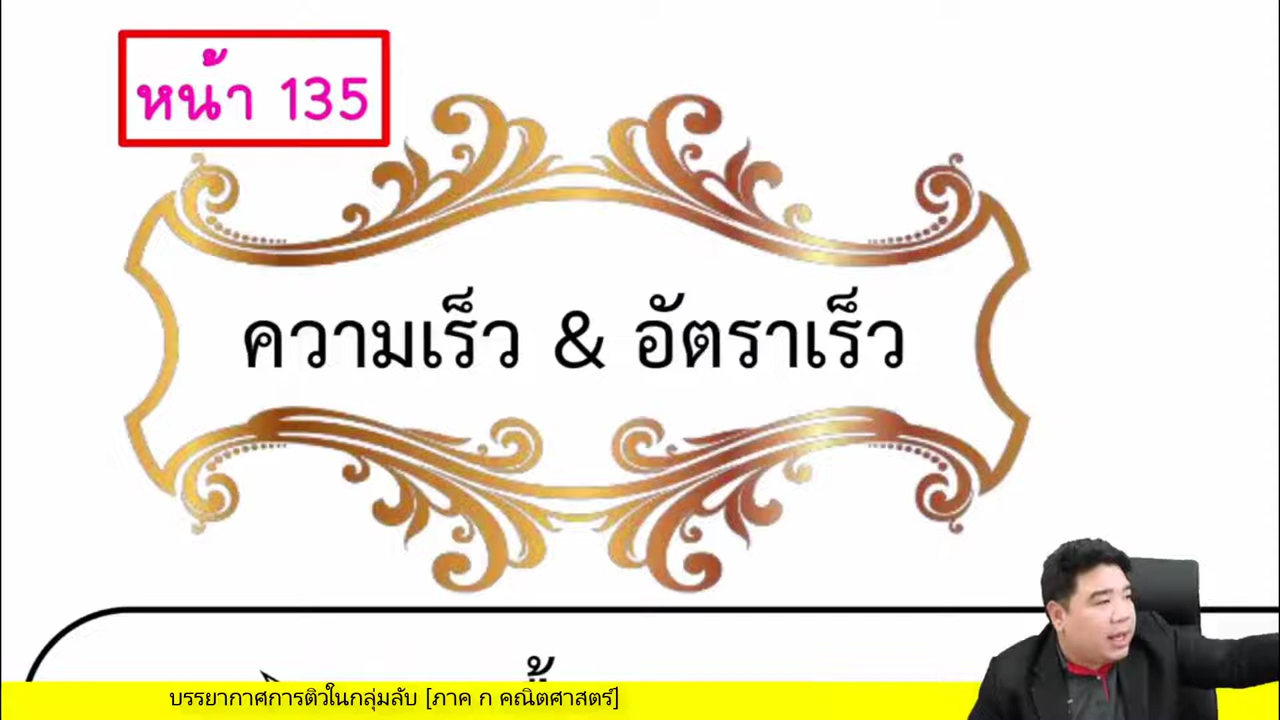 หน้า 135
ความเร็ว & อัตราเร็ว
บรรยากาศการติวในกลุ่มลับ [ภาค ก คณิตศาสตร์]